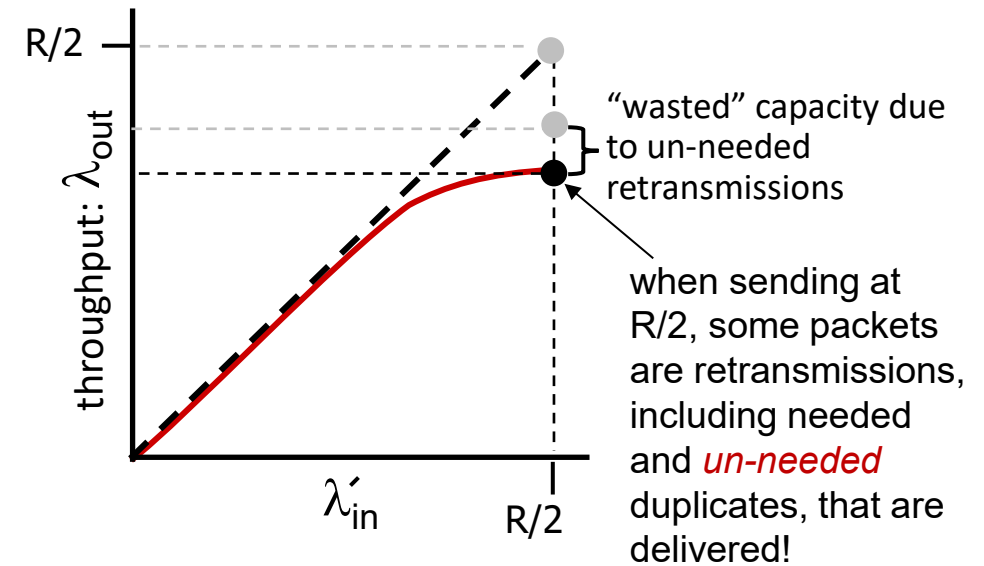 R/2
throughput: λout
“wasted” capacity due
to un-needed
retransmissions
when sending at
R/2, some packets
are retransmissions,
including needed
and un-needed
duplicates, that are
delivered!
λ′in
R/2